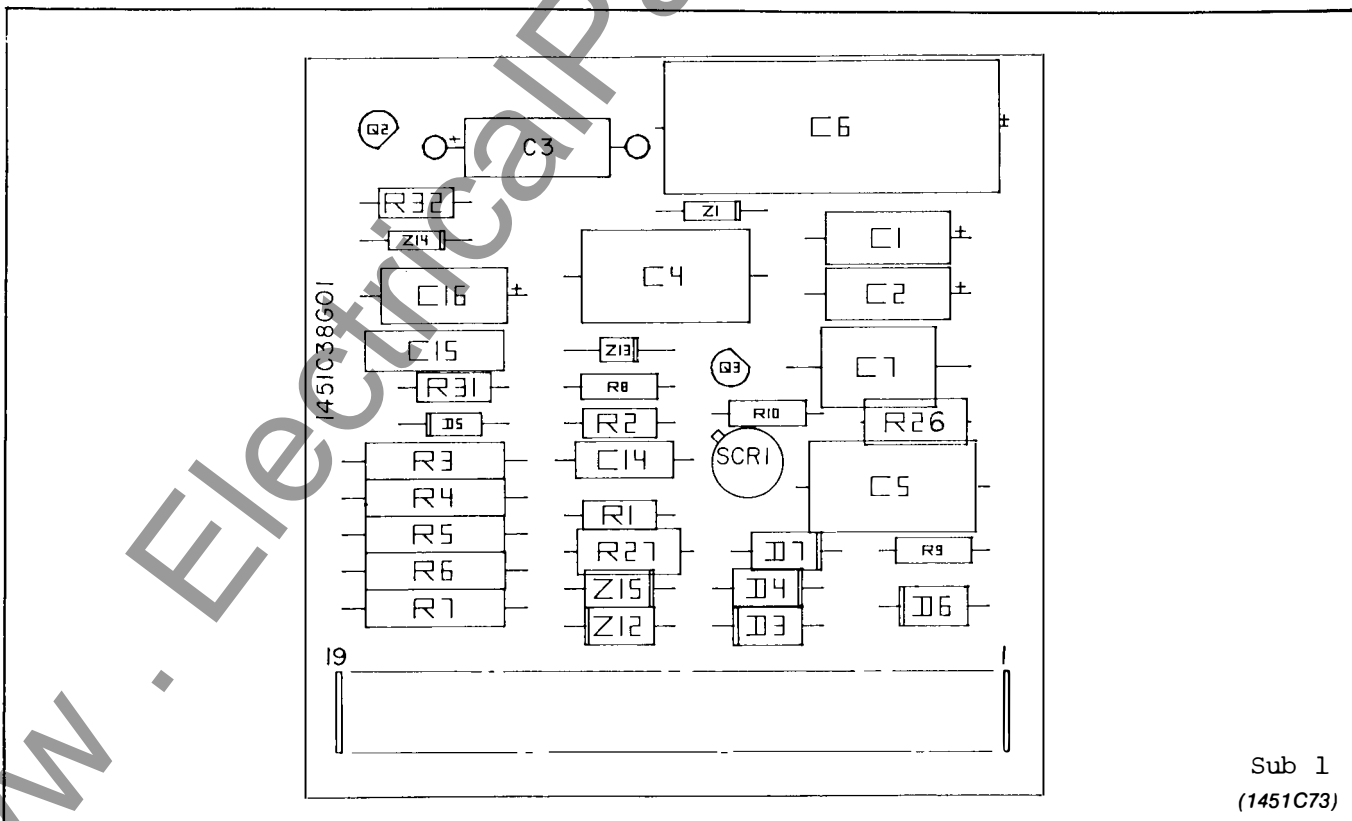 C6
+
Q2
+
C3
R32
Z1
Z14
C1
+
C4
C16
+
C2
+
1451C38G01
C15
Z13
Q3
C7
R31
R8
R10
R26
D5
R2
SCR1
R3
C14
C5
R4
R1
R5
R27
D7
R9
R6
Z15
D4
D6
R7
Z12
D3
19
1
Sub 1
(1451C73)
www . ElectricalPa